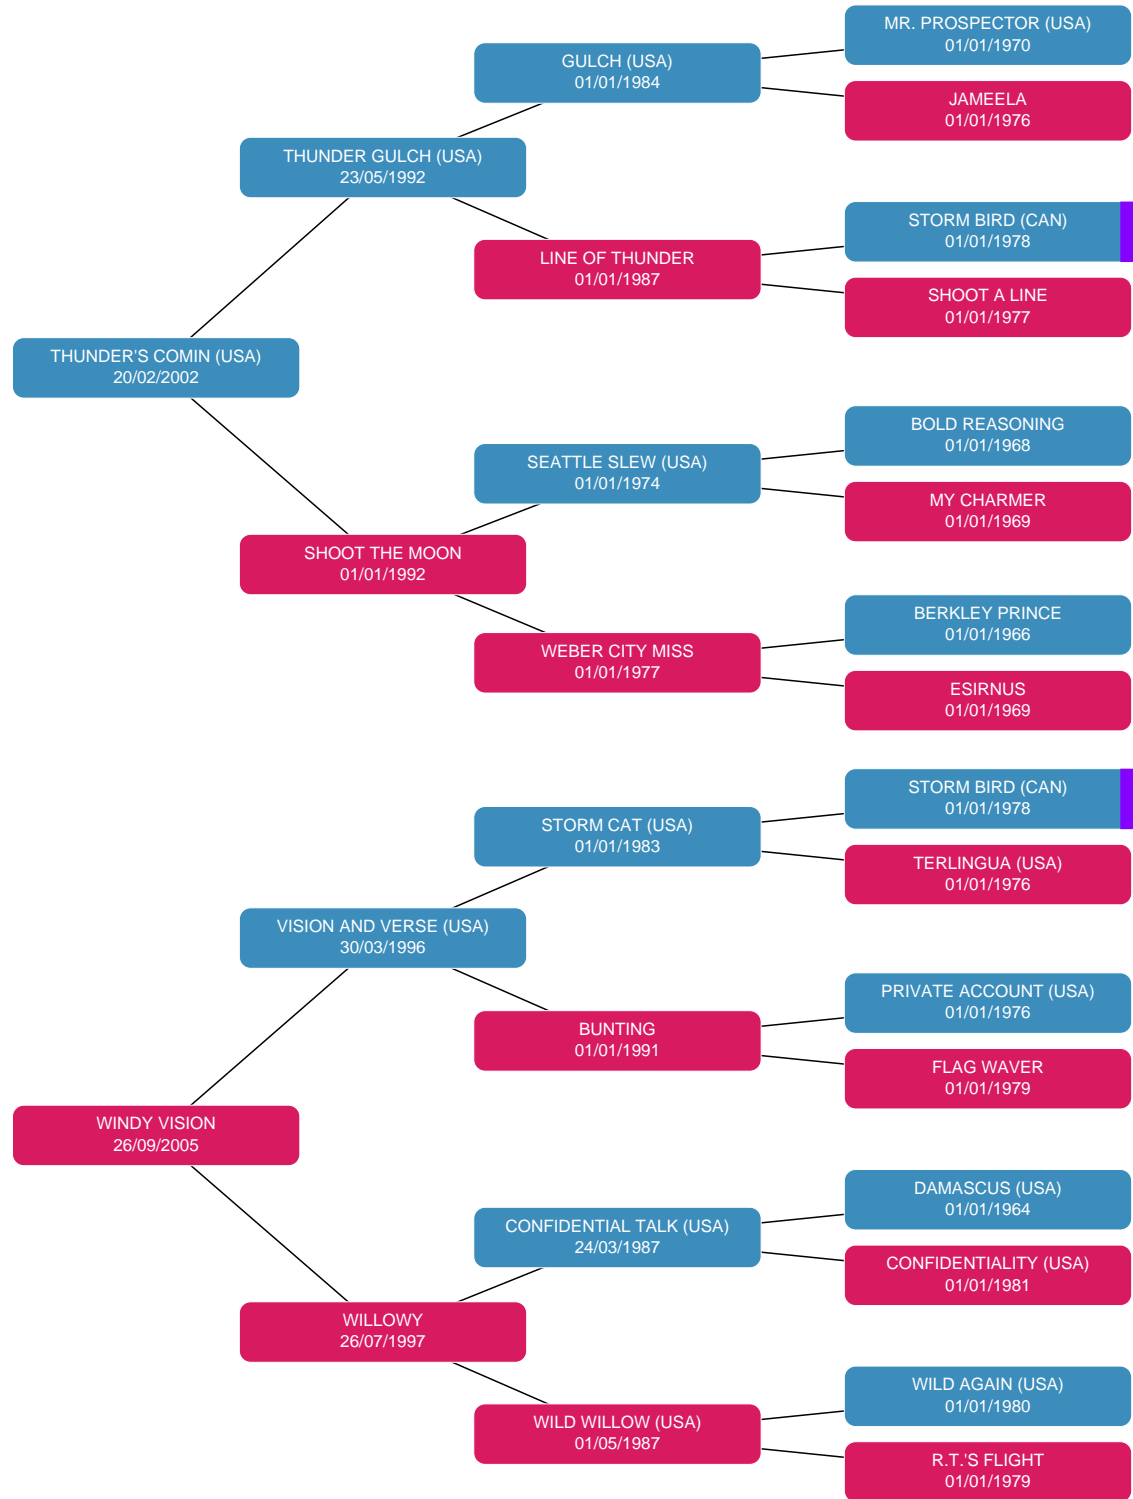 MR. PROSPECTOR (USA)
01/01/1970
GULCH (USA)
01/01/1984
JAMEELA
01/01/1976
THUNDER GULCH (USA)
23/05/1992
STORM BIRD (CAN)
01/01/1978
LINE OF THUNDER
01/01/1987
SHOOT A LINE
01/01/1977
THUNDER'S COMIN (USA)
20/02/2002
BOLD REASONING
01/01/1968
SEATTLE SLEW (USA)
01/01/1974
MY CHARMER
01/01/1969
SHOOT THE MOON
01/01/1992
BERKLEY PRINCE
01/01/1966
WEBER CITY MISS
01/01/1977
ESIRNUS
01/01/1969
STORM BIRD (CAN)
01/01/1978
STORM CAT (USA)
01/01/1983
TERLINGUA (USA)
01/01/1976
VISION AND VERSE (USA)
30/03/1996
PRIVATE ACCOUNT (USA)
01/01/1976
BUNTING
01/01/1991
FLAG WAVER
01/01/1979
WINDY VISION
26/09/2005
DAMASCUS (USA)
01/01/1964
CONFIDENTIAL TALK (USA)
24/03/1987
CONFIDENTIALITY (USA)
01/01/1981
WILLOWY
26/07/1997
WILD AGAIN (USA)
01/01/1980
WILD WILLOW (USA)
01/05/1987
R.T.'S FLIGHT
01/01/1979